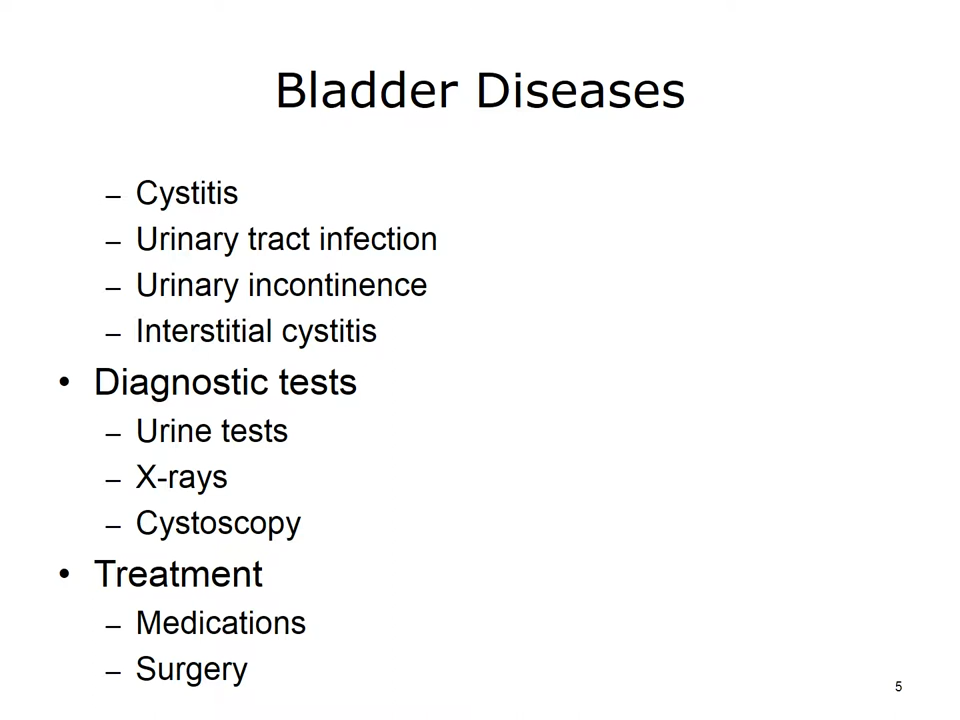 Bladder Diseases
– Cystitis
– Urinary tract infection
– Urinary incontinence
– Interstitial cystitis
• Diagnostic tests
– Urine tests
– X-rays
– Cystoscopy
• Treatment
– Medications
– Surgery
5